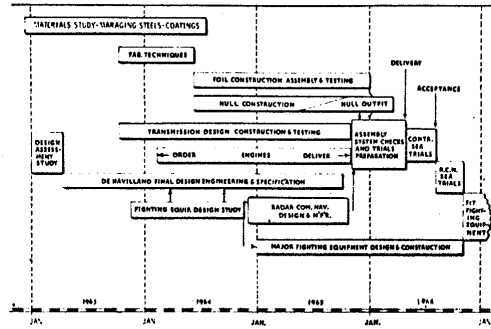 MATERIALS STUDY-MARAGING STEELS-COATINGS
FAB. TECHNIQUES
DELIVERY
FOIL CONSTRUCTION ASSEMBLY & TESTING
ACCEPTANCE
HULL CONSTRUCTION HULL OUTFIT
TRANSMISSION DESIGN CONSTRUCTION & TESTING
DESIGN
ASSESS-
MENT
STUDY
ASSEMBLY
SYSTEM CHECKS
AND TRIALS
PREPARATION
CONTR.
SEA
TRIALS
ORDER ENGINES DELIVER
R.C.N.
SEA
TRIALS
DE HAVILLAND FINAL DESIGN ENGINEERING & SPECIFICATION
FIGHTING EQUIP. DESIGN STUDY
RADAR COM. NAV.
DESIGN & M'F'R.
FIT
FIGHT-
ING
EQUIP-
MENT
MAJOR FIGHTING EQUIPMENT DESIGN & CONSTRUCTION
1963 1964 1965 1966
JAN. JAN. JAN. JAN. JAN